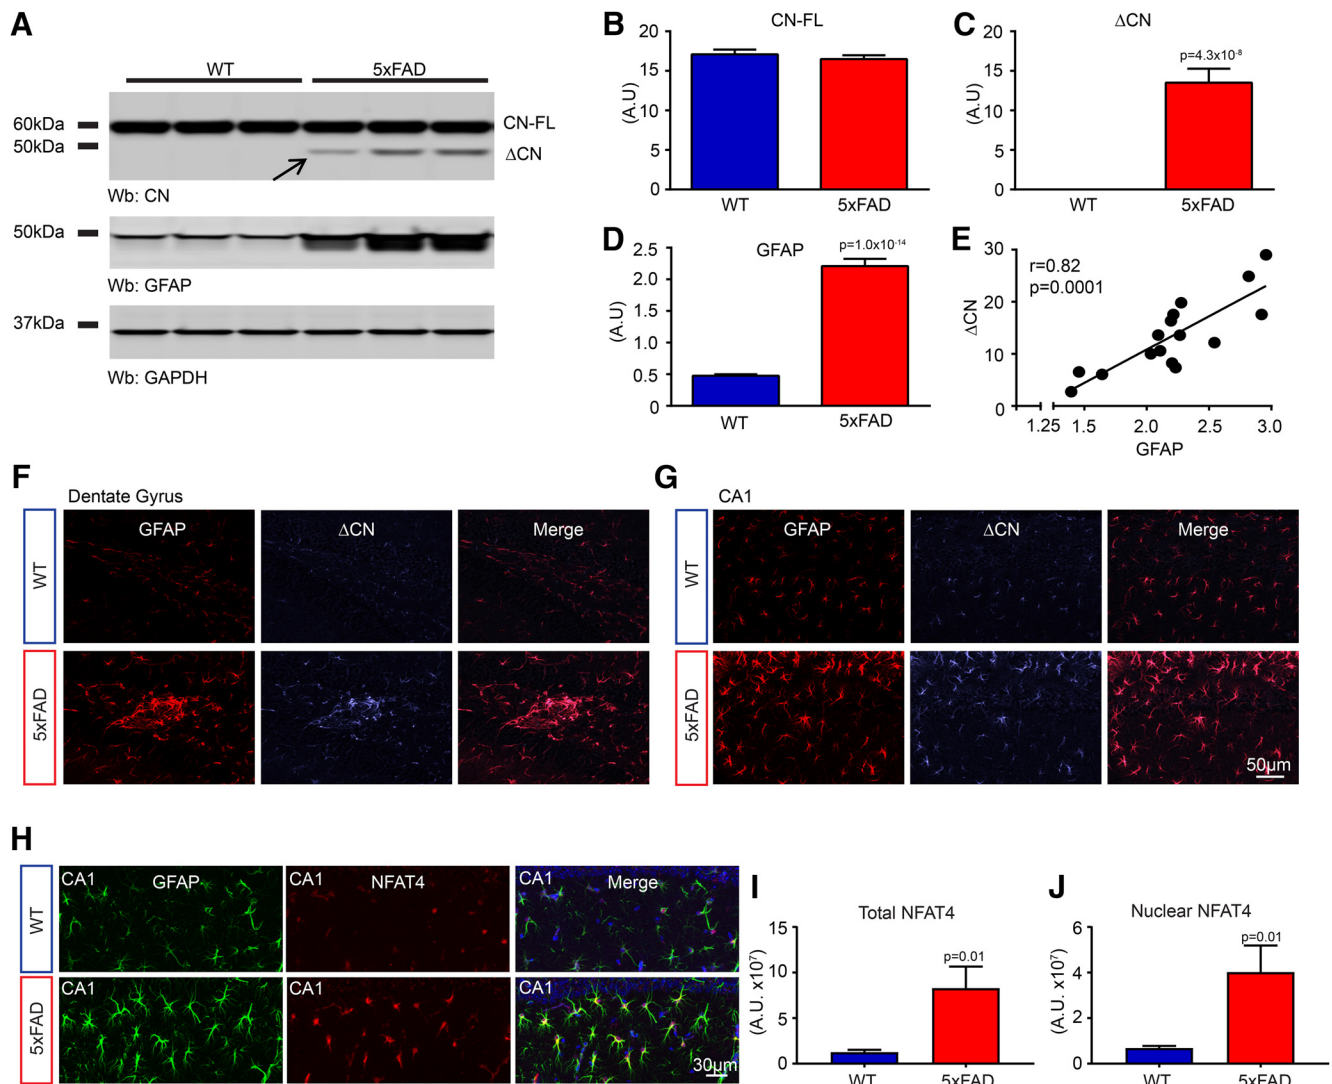 A
WT
5xFAD
60kDa
50kDa
CN-FL
ΔCN
Wb: CN
50kDa
Wb: GFAP
37kDa
Wb: GAPDH
B
CN-FL
(A.U)
20
15
10
5
0
WT
5xFAD
C
ΔCN
(A.U)
20
15
10
5
0
p=4.3x10-8
WT
5xFAD
D
GFAP
(A.U)
2.5
2.0
1.5
1.0
0.5
0
p=1.0x10-14
WT
5xFAD
E
r=0.82
p=0.0001
ΔCN
30
20
10
0
1.25
1.5
2.0
2.5
3.0
GFAP
F
Dentate Gyrus
WT
GFAP
ΔCN
Merge
5xFAD
G
CA1
WT
GFAP
ΔCN
Merge
5xFAD
50µm
H
WT
CA1
GFAP
CA1
NFAT4
CA1
Merge
5xFAD
CA1
CA1
CA1
30µm
I
Total NFAT4
(A.U. x10⁷)
15
10
5
0
p=0.01
WT
5xFAD
J
Nuclear NFAT4
(A.U. x10⁷)
6
4
2
0
p=0.01
WT
5xFAD